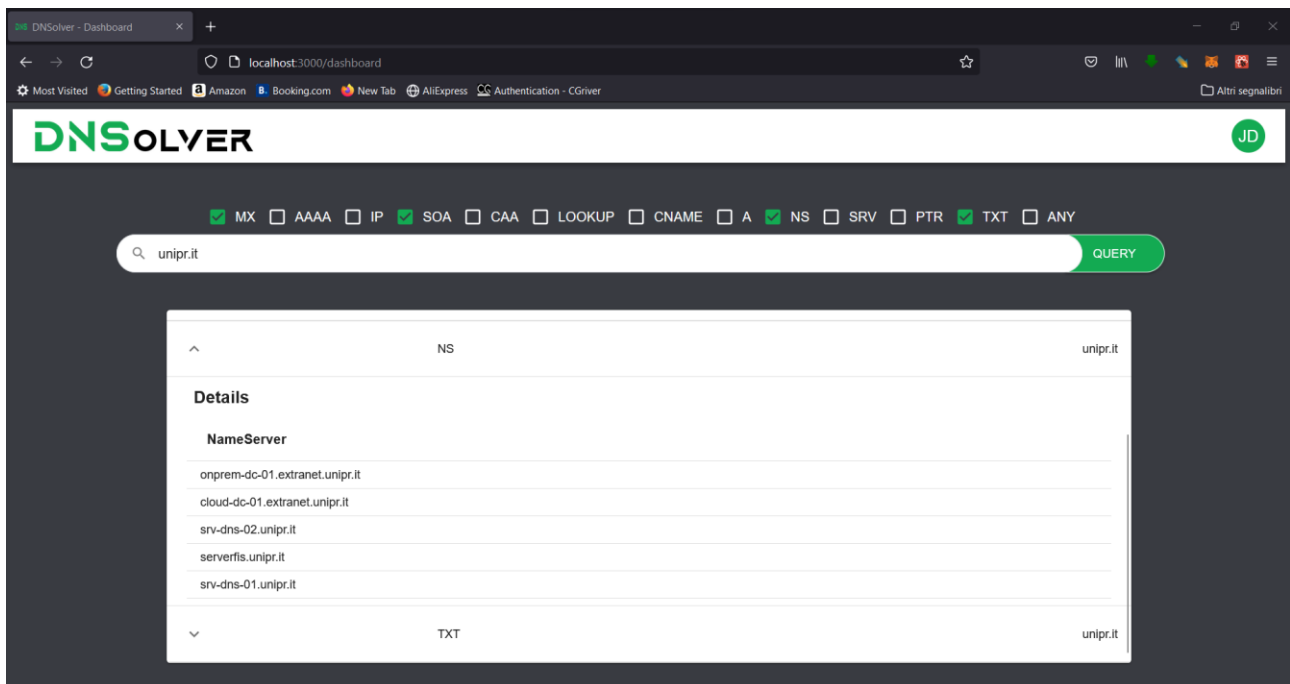 DNS DNSolver - Dashboard
localhost:3000/dashboard
Most Visited Getting Started a Amazon B. Booking.com New Tab AliExpress CG Authentication - CGriver Altri segnalibri
DNSOLVER JD
MX AAAA IP SOA CAA LOOKUP CNAME A NS SRV PTR TXT ANY
unipr.it QUERY
NS unipr.it
Details
NameServer
onprem-dc-01.extranet.unipr.it
cloud-dc-01.extranet.unipr.it
srv-dns-02.unipr.it
serverfis.unipr.it
srv-dns-01.unipr.it
TXT unipr.it